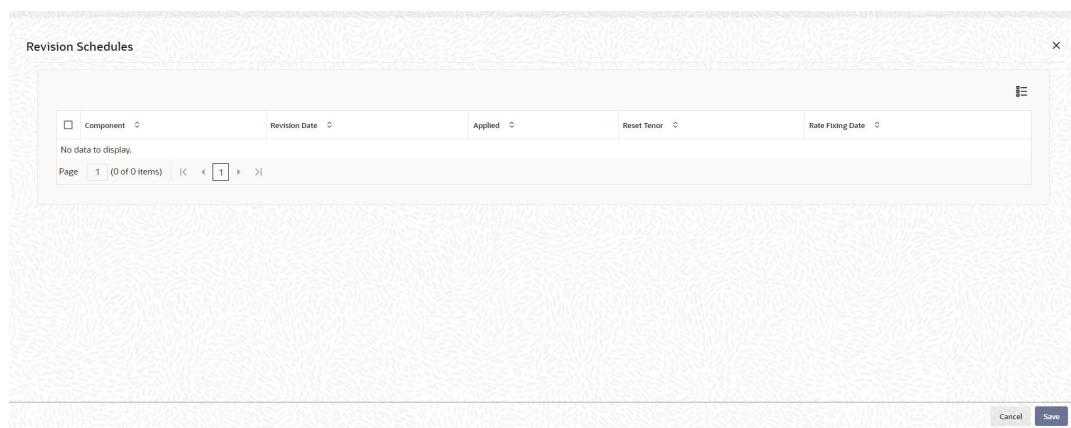 Revision Schedules
Component Revision Date Applied Reset Tenor Rate Fixing Date
No data to display.
Page 1 (0 of 0 items) 1
Cancel Save